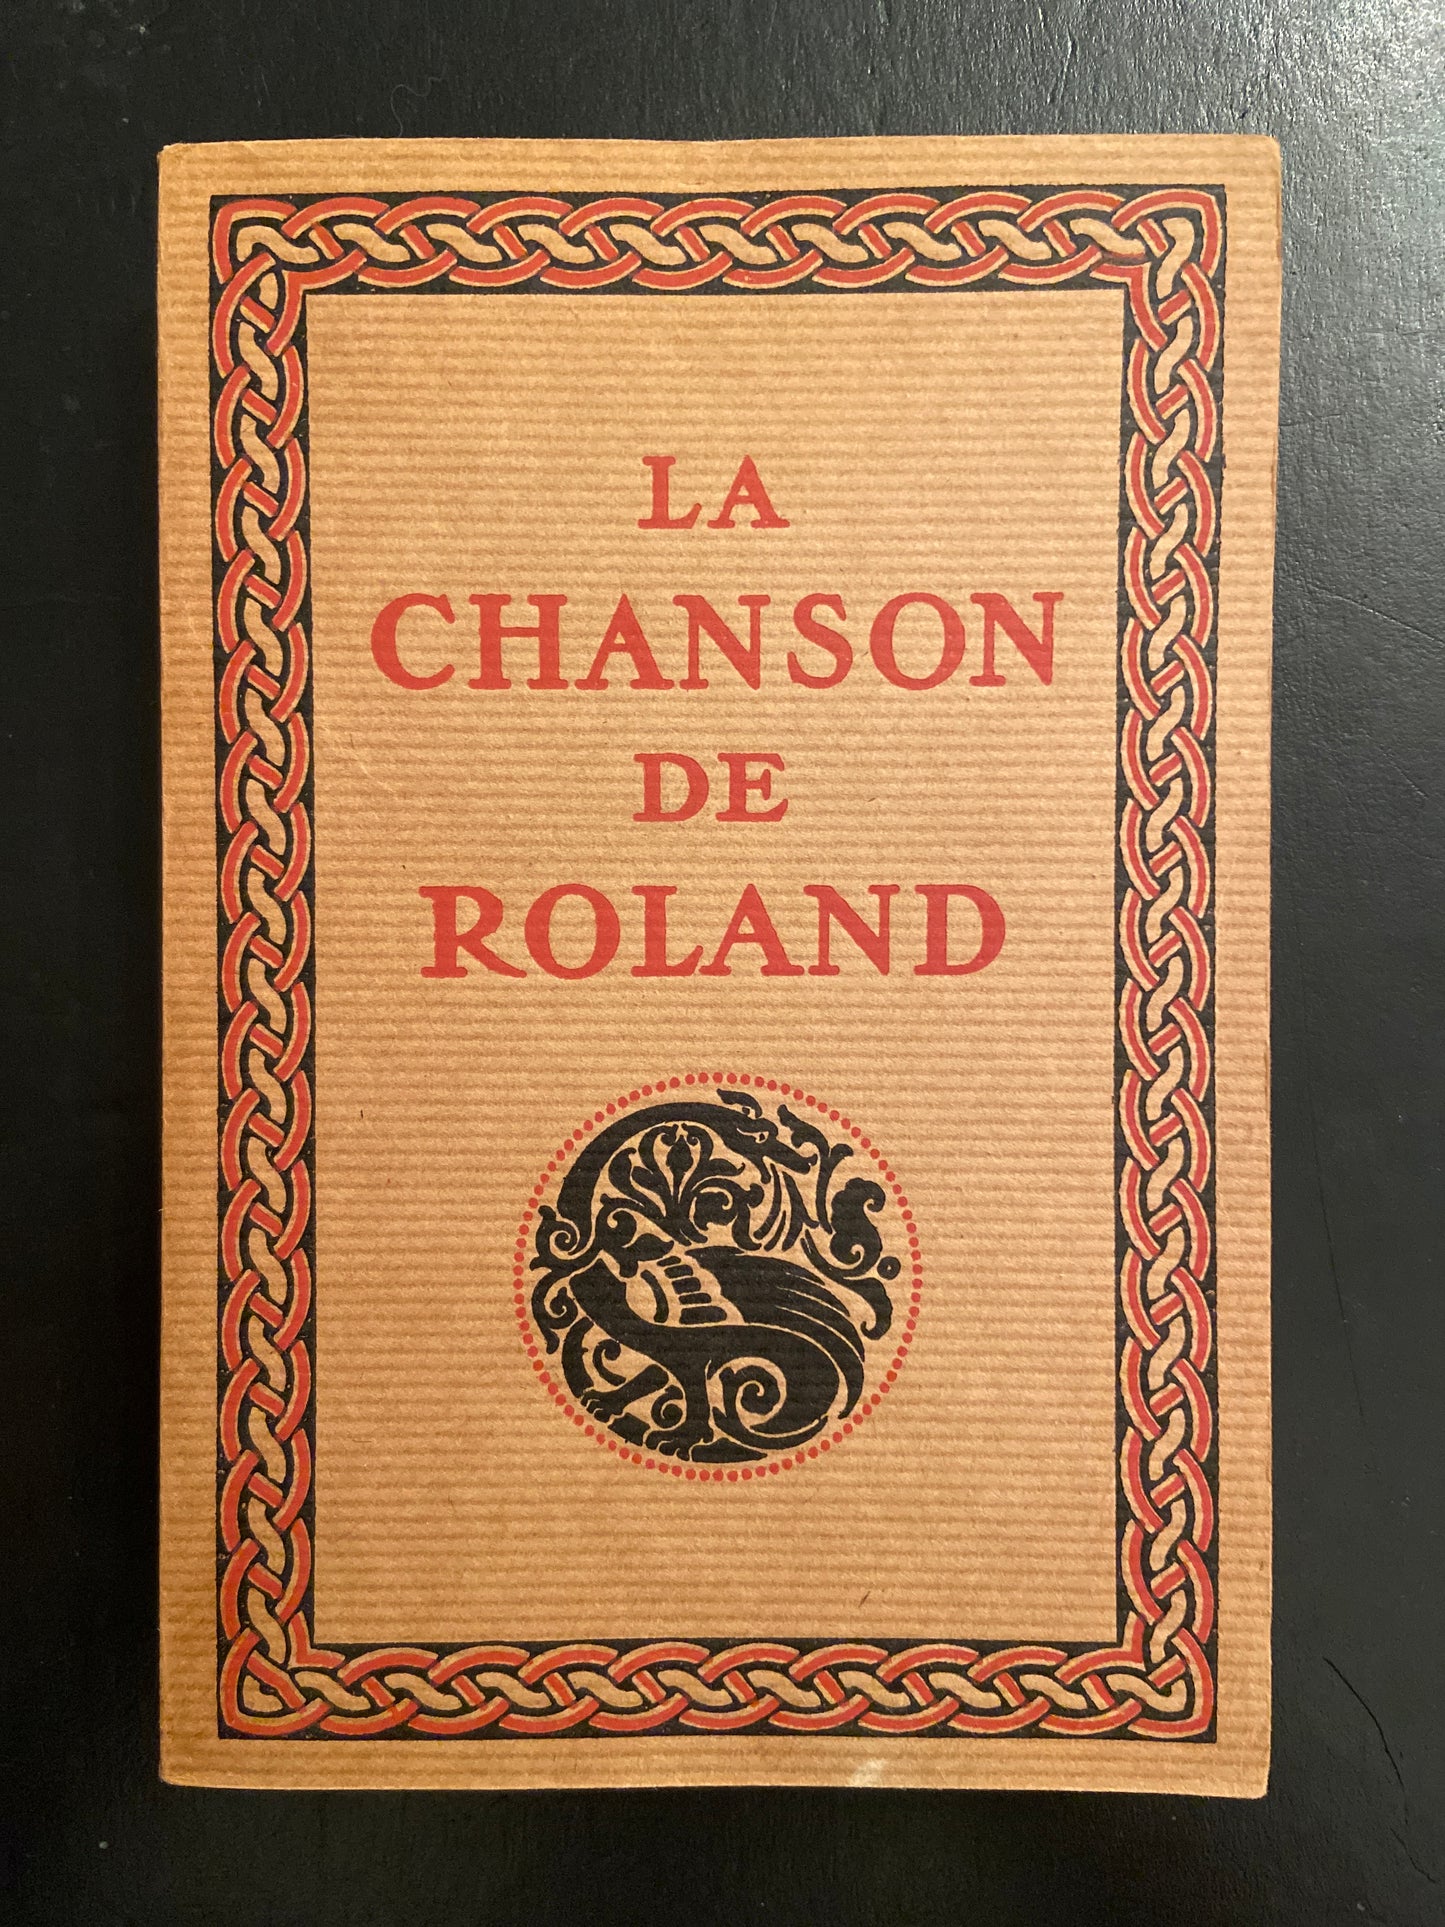 LA
CHANSON
DE
ROLAND